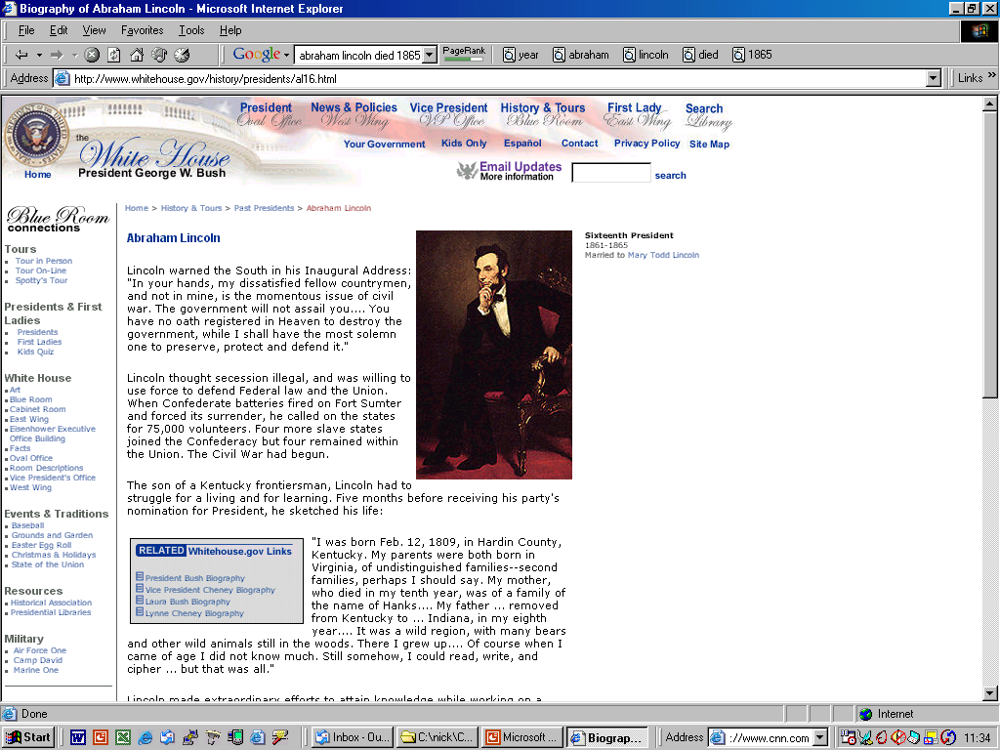 Biography of Abraham Lincoln - Microsoft Internet Explorer
File Edit View Favorites Tools Help
Google abraham lincoln died 1865 PageRank year abraham lincoln died 1865
Address http://www.whitehouse.gov/history/presidents/al16.html Links »
President News & Policies Vice President History & Tours First Lady Search
Oval Office West Wing VP Office Blue Room East Wing Library
Your Government Kids Only Español Contact Privacy Policy Site Map
the
White House
President George W. Bush
Home
Email Updates
More information
search
Home > History & Tours > Past Presidents > Abraham Lincoln
Blue Room
connections
Tours
Tour in Person
Tour On-Line
Spotty's Tour
Presidents & First
Ladies
Presidents
First Ladies
Kids Quiz
White House
Art
Blue Room
Cabinet Room
East Wing
Eisenhower Executive
Office Building
Facts
Oval Office
Room Descriptions
Vice President's Office
West Wing
Events & Traditions
Baseball
Grounds and Garden
Easter Egg Roll
Christmas & Holidays
State of the Union
Resources
Historical Association
Presidential Libraries
Military
Air Force One
Camp David
Marine One
Abraham Lincoln
Lincoln warned the South in his Inaugural Address:
"In your hands, my dissatisfied fellow countrymen,
and not in mine, is the momentous issue of civil
war. The government will not assail you.... You
have no oath registered in Heaven to destroy the
government, while I shall have the most solemn
one to preserve, protect and defend it."
Lincoln thought secession illegal, and was willing to
use force to defend Federal law and the Union.
When Confederate batteries fired on Fort Sumter
and forced its surrender, he called on the states
for 75,000 volunteers. Four more slave states
joined the Confederacy but four remained within
the Union. The Civil War had begun.
The son of a Kentucky frontiersman, Lincoln had to
struggle for a living and for learning. Five months before receiving his party's
nomination for President, he sketched his life:
RELATED Whitehouse.gov Links
President Bush Biography
Vice President Cheney Biography
Laura Bush Biography
Lynne Cheney Biography
"I was born Feb. 12, 1809, in Hardin County,
Kentucky. My parents were both born in
Virginia, of undistinguished families--second
families, perhaps I should say. My mother,
who died in my tenth year, was of a family of
the name of Hanks.... My father ... removed
from Kentucky to ... Indiana, in my eighth
year.... It was a wild region, with many bears
and other wild animals still in the woods. There I grew up.... Of course when I
came of age I did not know much. Still somehow, I could read, write, and
cipher ... but that was all."
Lincoln made extraordinary efforts to attain knowledge while working on a
Sixteenth President
1861-1865
Married to Mary Todd Lincoln
Done Internet
Start Inbox - Ou... C:\nick\C... Microsoft ... Biograp... Address ://www.cnn.com 11:34